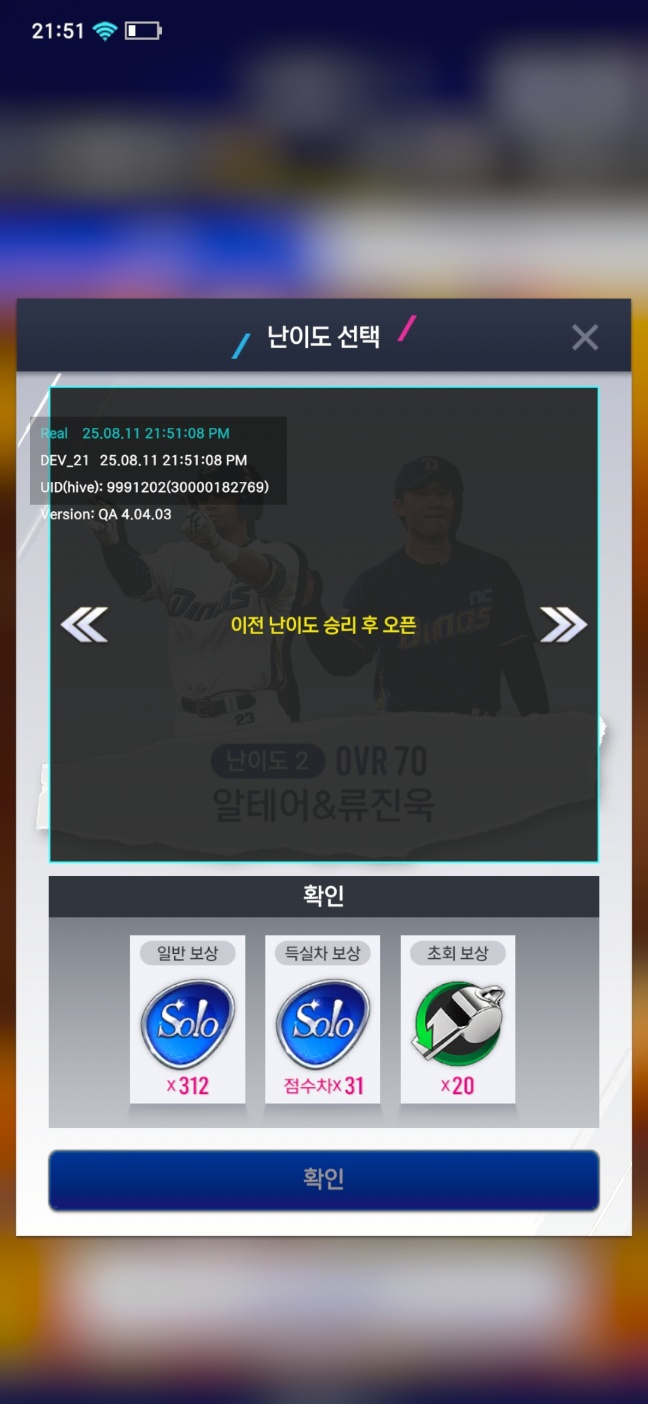 21:51
난이도 선택
Real 25.08.11 21:51:08 PM
DEV_21 25.08.11 21:51:08 PM
UID(hive): 9991202(30000182769)
Version: QA 4.04.03
Dinos
NC
Dinos
이전 난이도 승리 후 오픈
23
난이도 2 OVR 70
알테어&류진욱
확인
일반 보상 득실차 보상 초회 보상
Solo Solo
x312 점수차x31 x20
확인